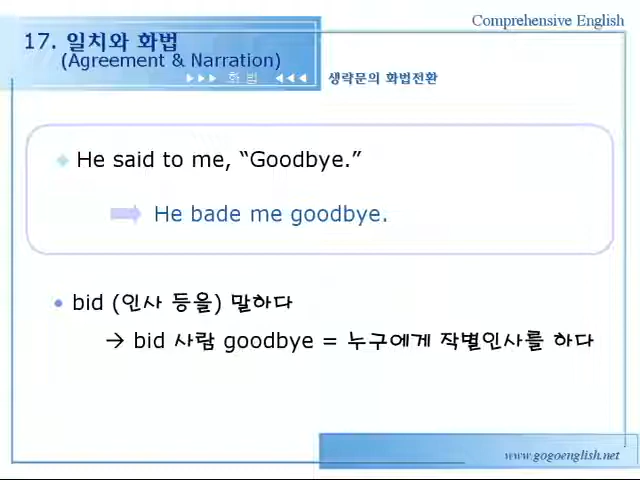 Comprehensive English
17. 일치와 화법
(Agreement & Narration)
▶▶▶ 화 법 ◀◀◀
생략문의 화법전환
He said to me, “Goodbye.”
He bade me goodbye.
• bid (인사 등을) 말하다
→ bid 사람 goodbye = 누구에게 작별인사를 하다
www.gogoenglish.net